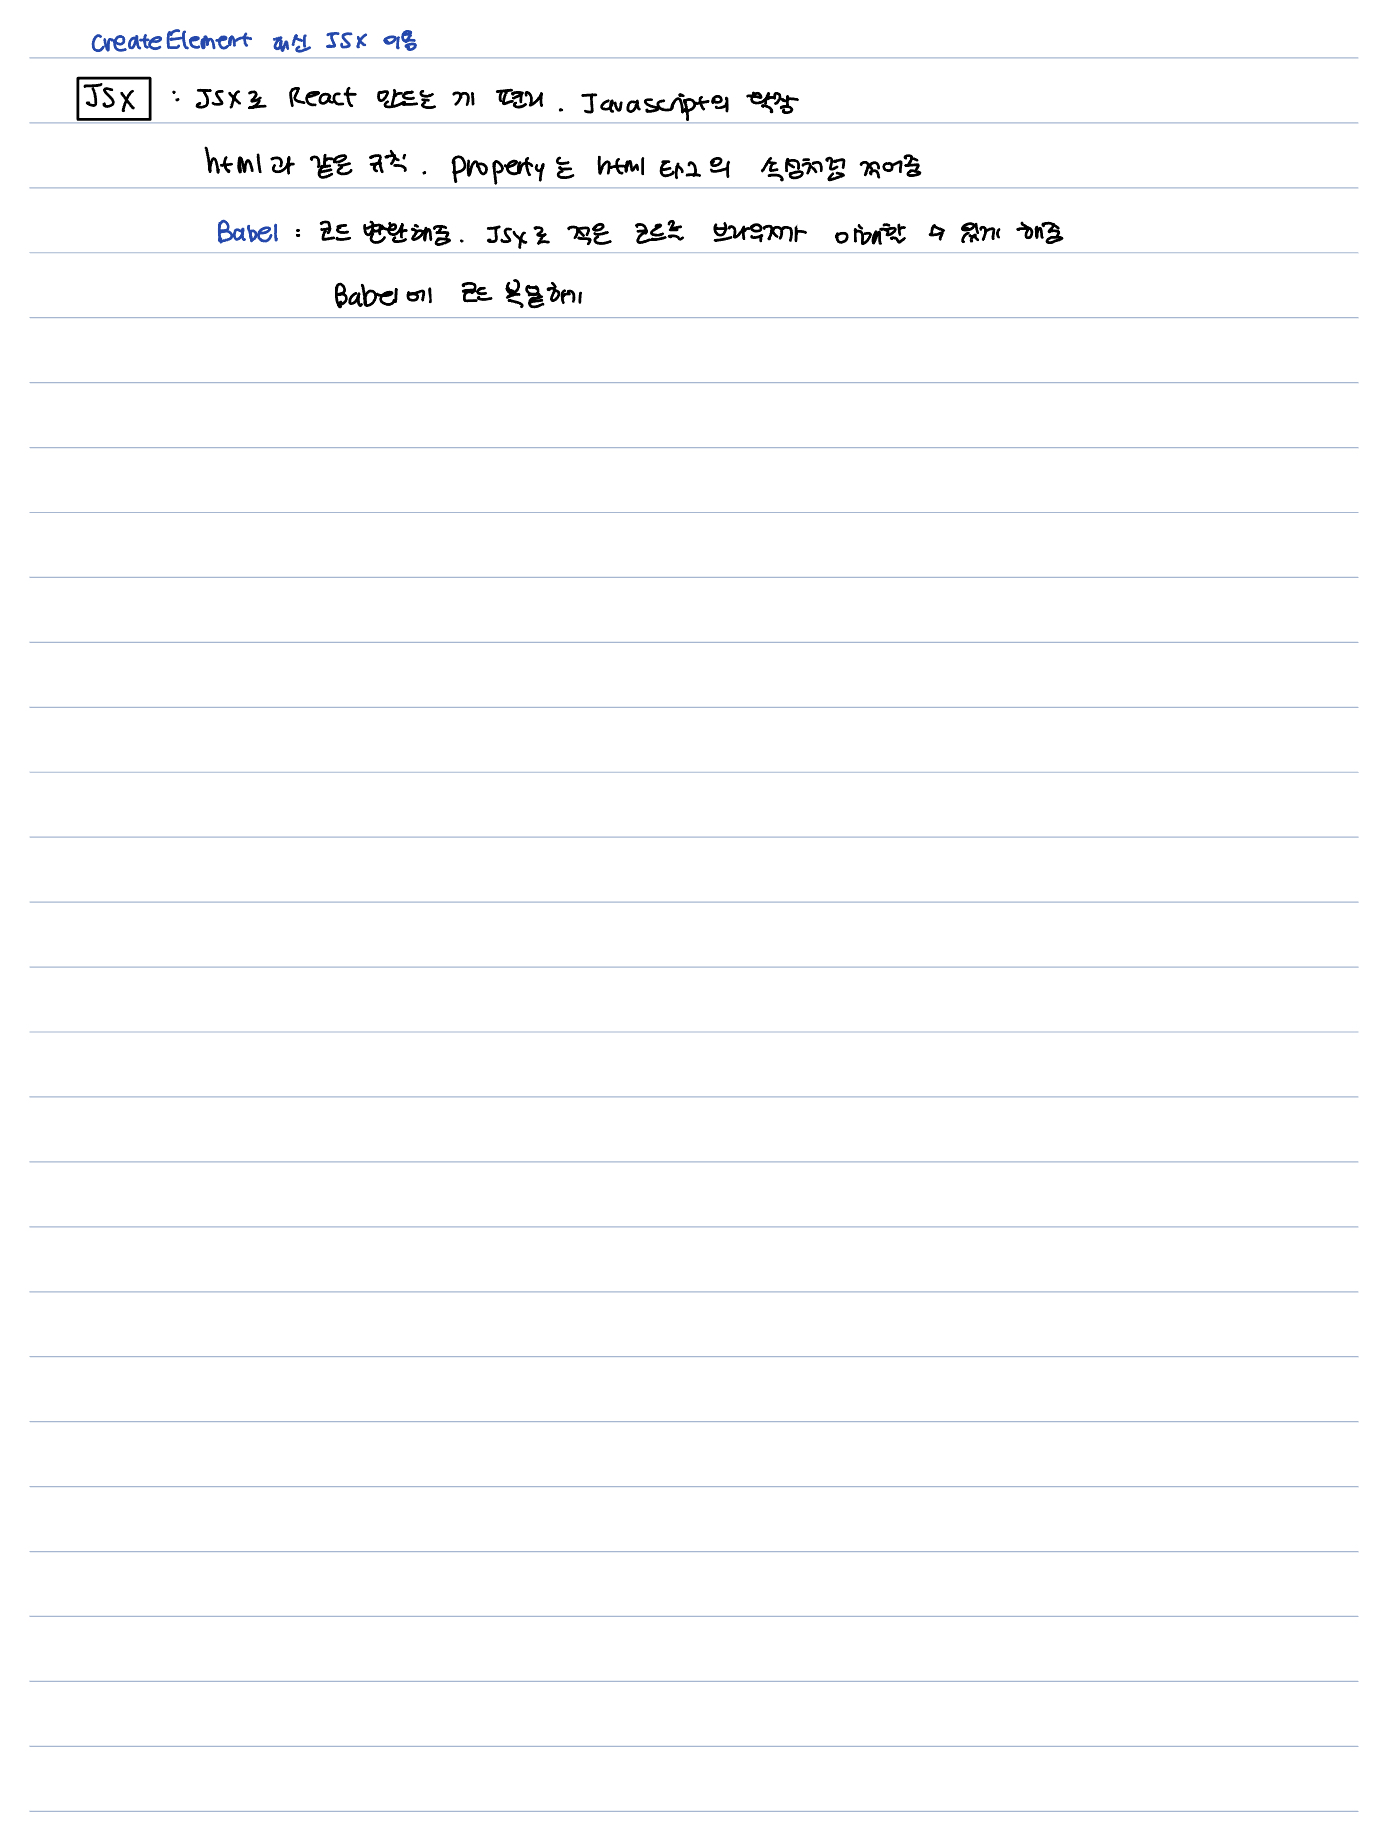 createElement 대신 JSX 이용
JSX : JSX로 React 만드는 게 편리. Javascript의 확장
html과 같은 규칙. property는 html 태그의 속성처럼 적어줌
Babel : 코드 변환해줌. JSX로 적은 코드를 브라우저가 이해할 수 있게 해줌
Babel에 코드